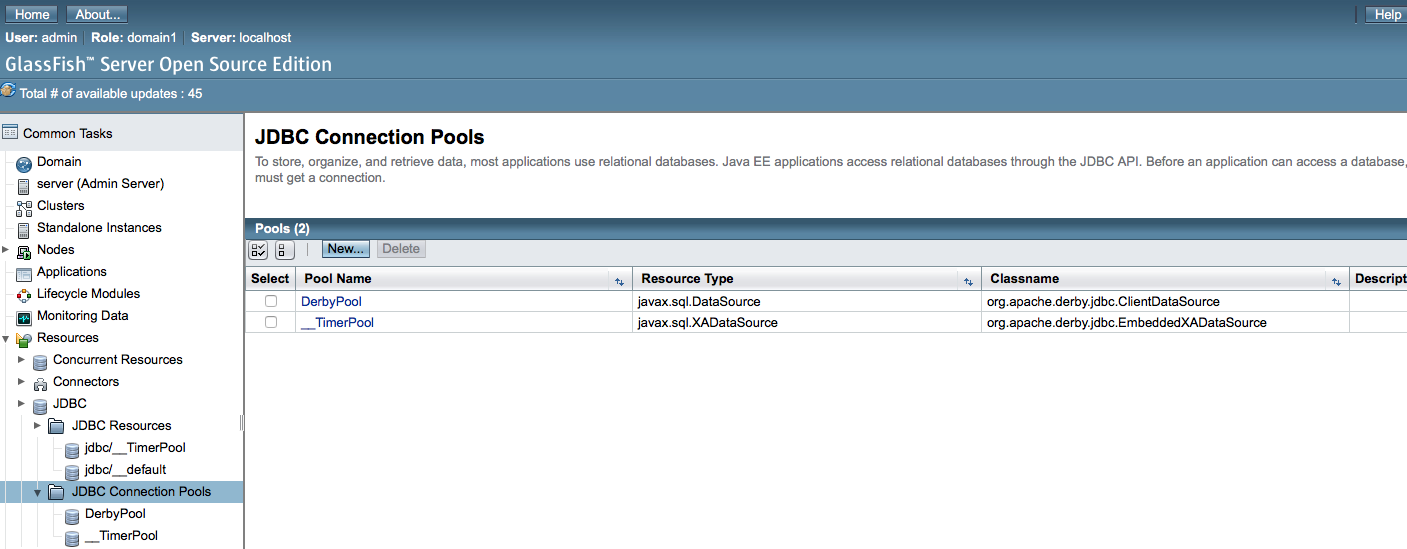 Home About... Help
User: admin Role: domain1 Server: localhost
GlassFish™ Server Open Source Edition
Total # of available updates : 45
Common Tasks
Domain
server (Admin Server)
Clusters
Standalone Instances
Nodes
Applications
Lifecycle Modules
Monitoring Data
Resources
Concurrent Resources
Connectors
JDBC
JDBC Resources
jdbc/__TimerPool
jdbc/__default
JDBC Connection Pools
DerbyPool
__TimerPool
JDBC Connection Pools
To store, organize, and retrieve data, most applications use relational databases. Java EE applications access relational databases through the JDBC API. Before an application can access a database,
must get a connection.
Pools (2)
New... Delete
Select Pool Name Resource Type Classname Descript
DerbyPool javax.sql.DataSource org.apache.derby.jdbc.ClientDataSource
__TimerPool javax.sql.XADataSource org.apache.derby.jdbc.EmbeddedXADataSource